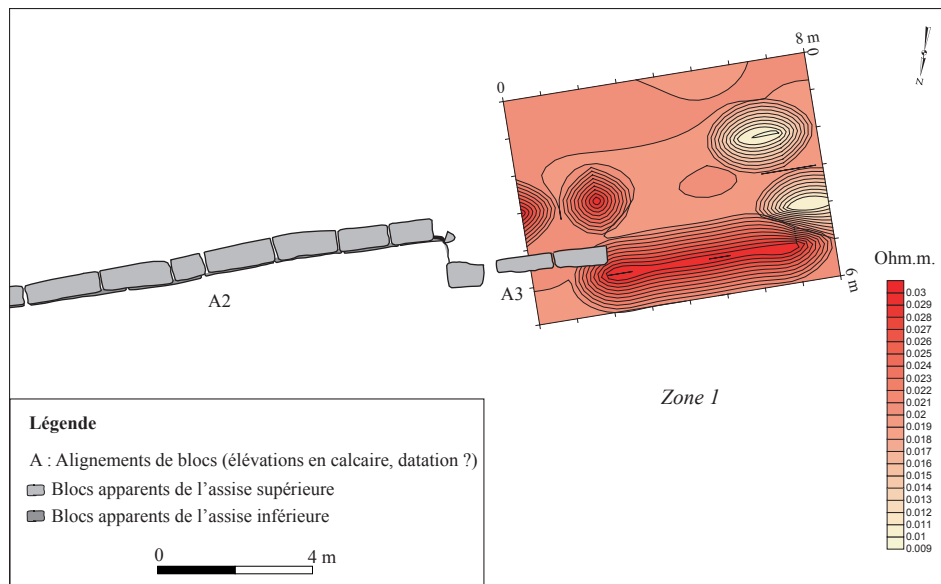 8 m
0
0
N
A2
A3
6 m
Zone 1
Ohm.m.
0.03
0.029
0.028
0.027
0.026
0.025
0.024
0.023
0.022
0.021
0.02
0.019
0.018
0.017
0.016
0.015
0.014
0.013
0.012
0.011
0.01
0.009
Légende
A : Alignements de blocs (élévations en calcaire, datation ?)
Blocs apparents de l’assise supérieure
Blocs apparents de l’assise inférieure
0 4 m